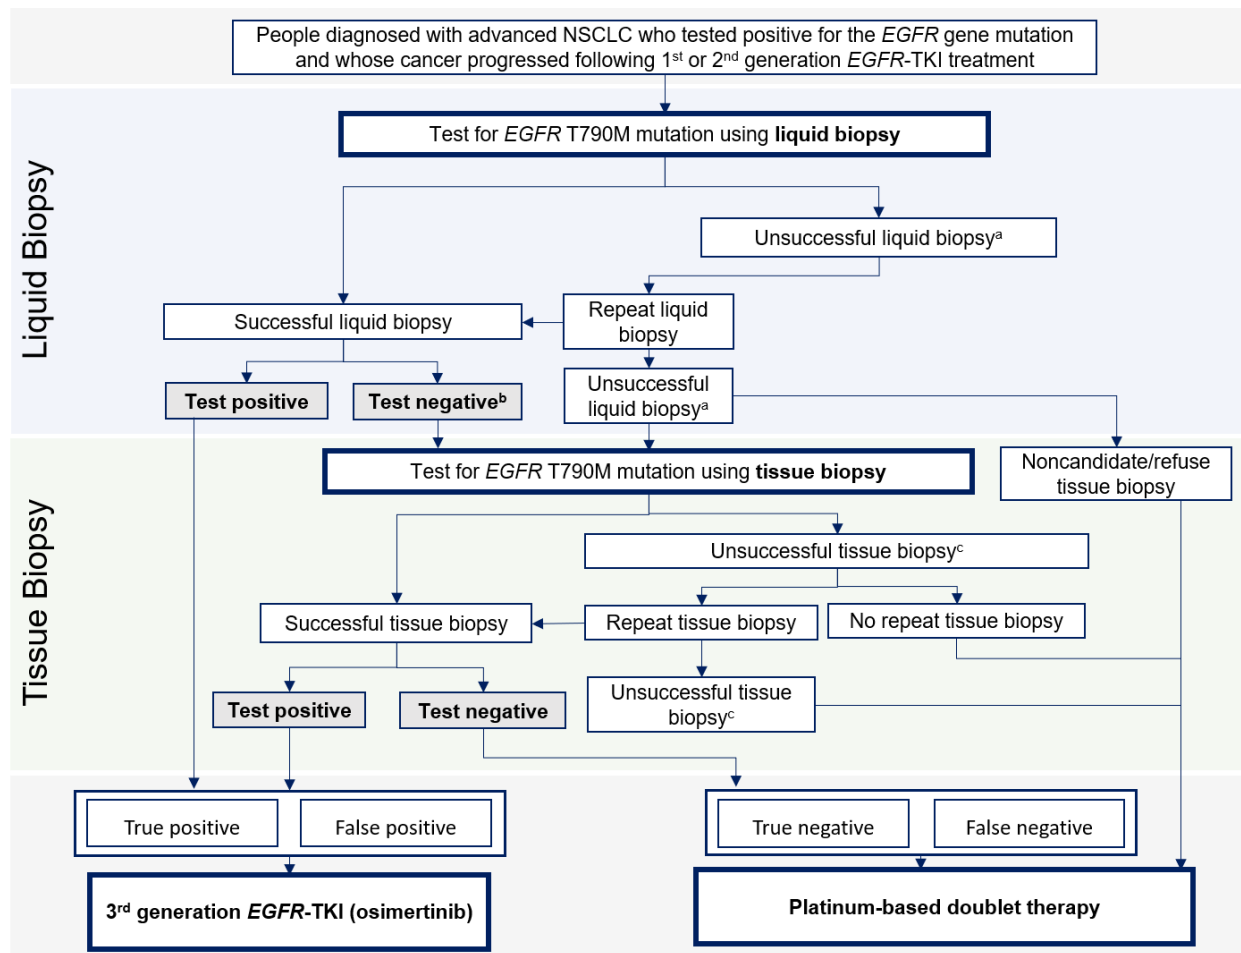 People diagnosed with advanced NSCLC who tested positive for the EGFR gene mutation
and whose cancer progressed following 1st or 2nd generation EGFR-TKI treatment
Liquid Biopsy
Test for EGFR T790M mutation using liquid biopsy
Unsuccessful liquid biopsyᵃ
Successful liquid biopsy
Repeat liquid
biopsy
Test positive
Test negativeᵇ
Unsuccessful
liquid biopsyᵃ
Tissue Biopsy
Test for EGFR T790M mutation using tissue biopsy
Noncandidate/refuse
tissue biopsy
Unsuccessful tissue biopsyᶜ
Successful tissue biopsy
Repeat tissue biopsy
No repeat tissue biopsy
Test positive
Test negative
Unsuccessful tissue
biopsyᶜ
True positive
False positive
True negative
False negative
3rd generation EGFR-TKI (osimertinib)
Platinum-based doublet therapy